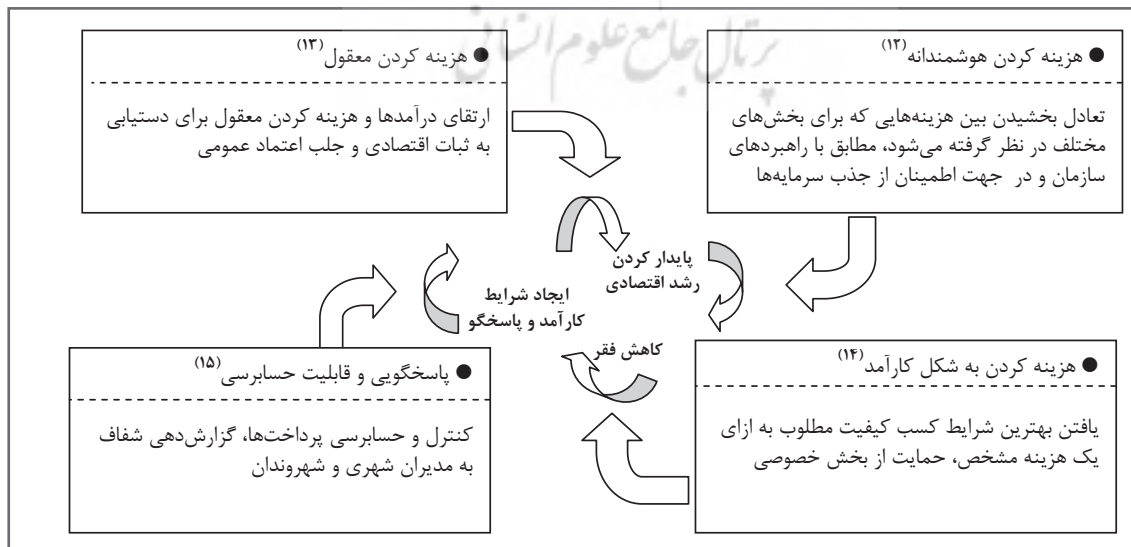 پرتال جامع علوم انسانی
● هزینه کردن هوشمندانه(۱۲)
تعادل بخشیدن بین هزینه‌هایی که برای بخش‌های
مختلف در نظر گرفته می‌شود، مطابق با راهبردهای
سازمان و در جهت اطمینان از جذب سرمایه‌ها
● هزینه کردن معقول(۱۳)
ارتقای درآمدها و هزینه کردن معقول برای دستیابی
به ثبات اقتصادی و جلب اعتماد عمومی
پایدار کردن
رشد اقتصادی
ایجاد شرایط
کارآمد و پاسخگو
کاهش فقر
● هزینه کردن به شکل کارآمد(۱۴)
یافتن بهترین شرایط کسب کیفیت مطلوب به ازای
یک هزینه مشخص، حمایت از بخش خصوصی
● پاسخگویی و قابلیت حسابرسی(۱۵)
کنترل و حسابرسی پرداخت‌ها، گزارش‌دهی شفاف
به مدیران شهری و شهروندان